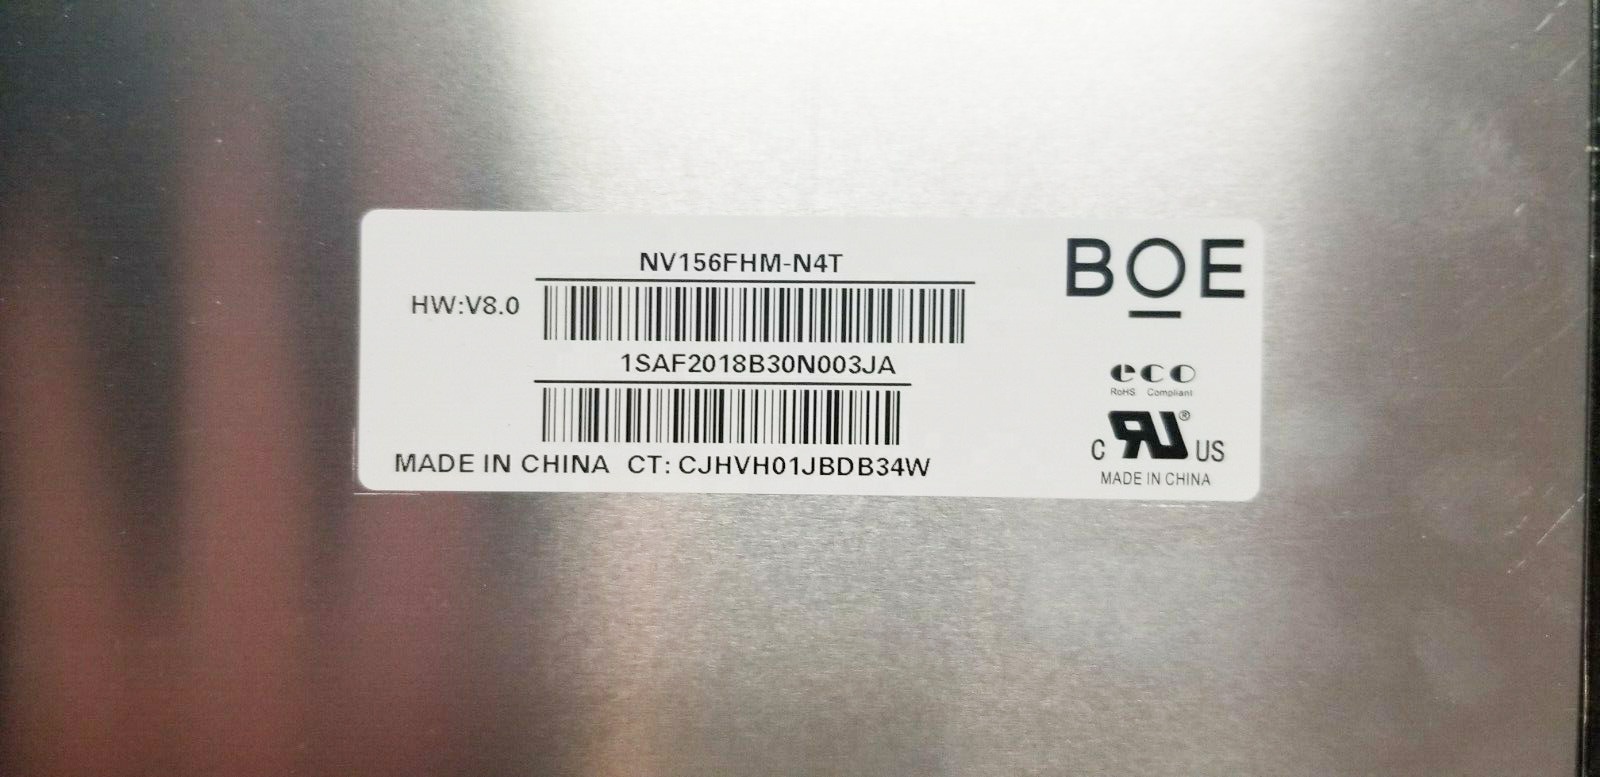 NV156FHM-N4T
HW:V8.0
1SAF2018B30N003JA
MADE IN CHINA CT: CJHVH01JBDB34W
BOE
eco
RoHS Compliant
C RU® US
MADE IN CHINA